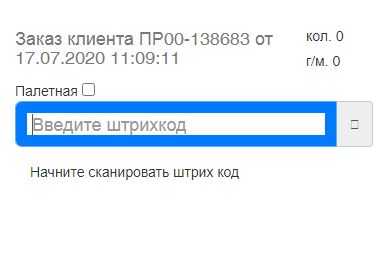 Заказ клиента ПР00-138683 от
17.07.2020 11:09:11
кол. 0
г/м. 0
Палетная
Введите штрихкод
Начните сканировать штрих код